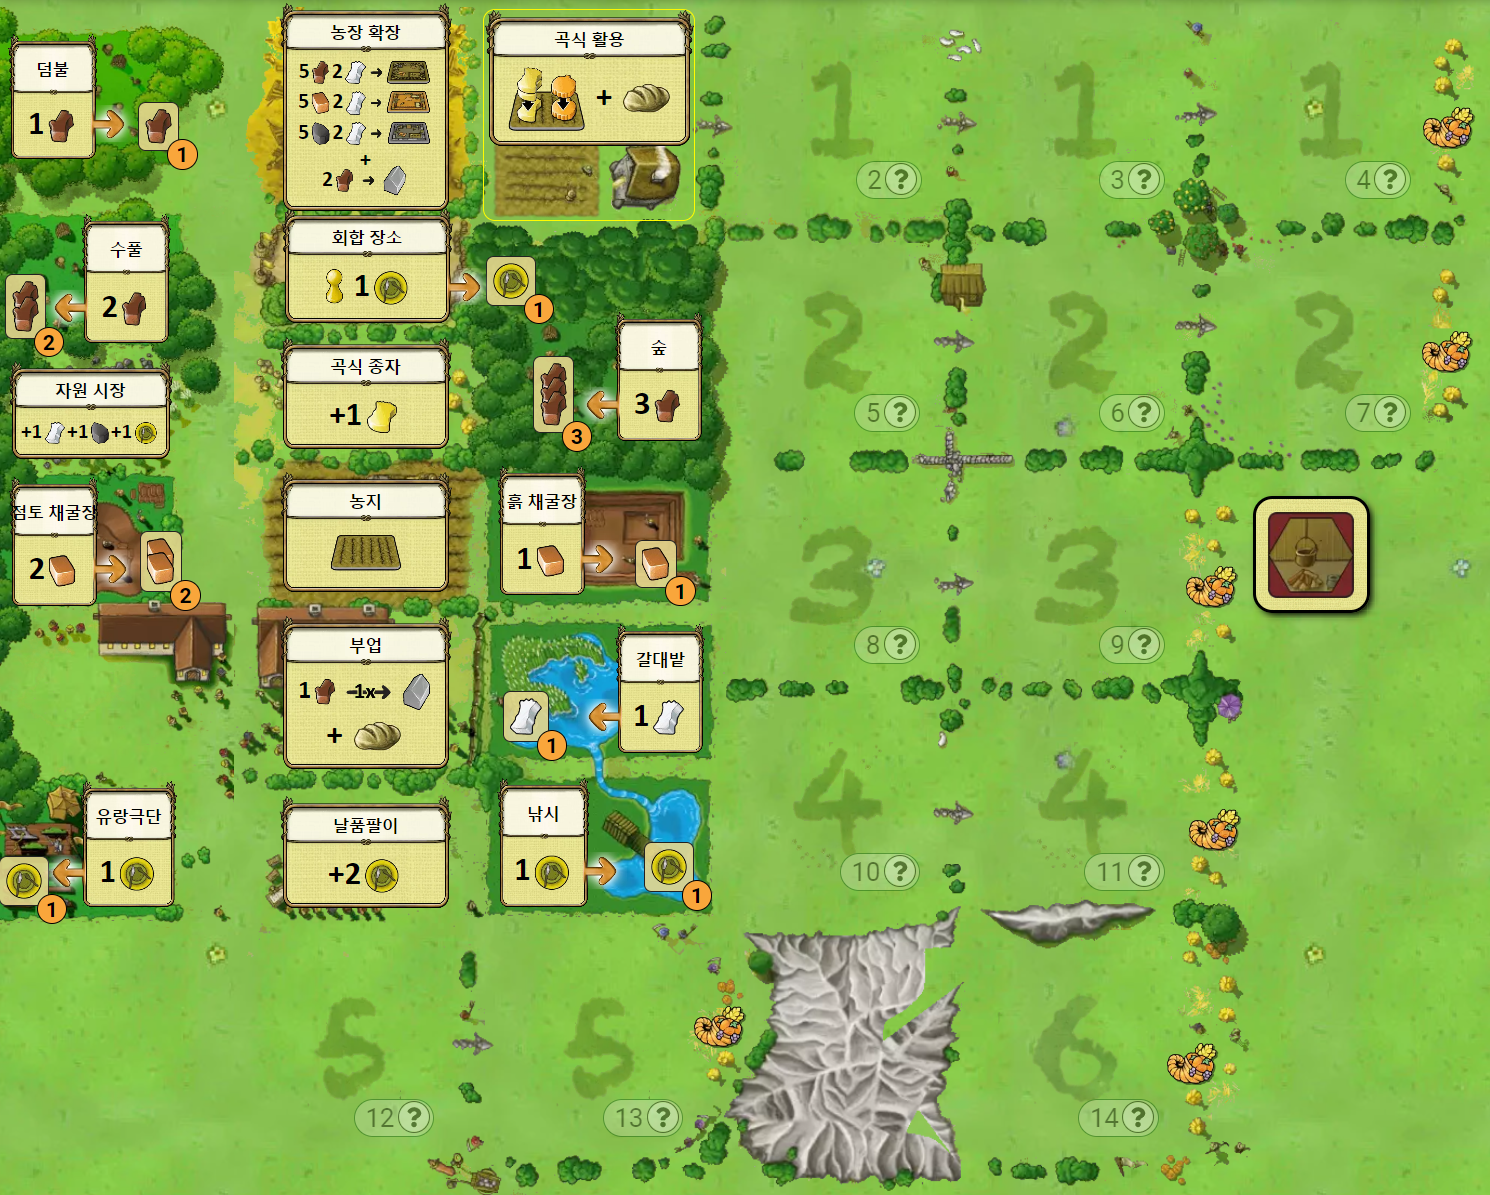 덤불
1
1
수풀
2
2
자원 시장
+1 +1 +1
점토 채굴장
2
2
유랑극단
1
1
농장 확장
5 2
5 2
5 2
+
2
회합 장소
1
1
곡식 종자
+1
농지
부업
1 1x
+
날품팔이
+2
곡식 활용
+
숲
3
3
흙 채굴장
1
1
갈대밭
1
1
낚시
1
1
1 1 1
2 ? 3 ? 4 ?
2 2 2
5 ? 6 ? 7 ?
3 3
8 ? 9 ?
4 4
10 ? 11 ?
5 5 6
12 ? 13 ? 14 ?